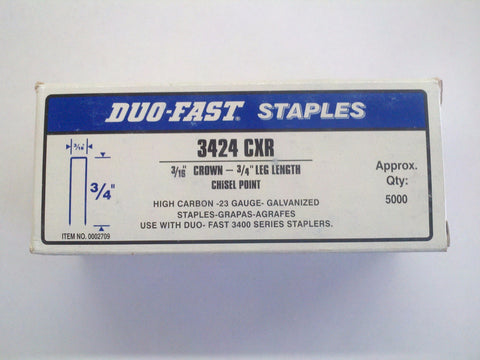 DUO-FAST® STAPLES
3424 CXR
3/16" CROWN – 3/4" LEG LENGTH
CHISEL POINT
HIGH CARBON -23 GAUGE- GALVANIZED
STAPLES-GRAPAS-AGRAFES
USE WITH DUO- FAST 3400 SERIES STAPLERS.
Approx.
Qty:
5000
3/16"
3/4"
ITEM NO. 0002709